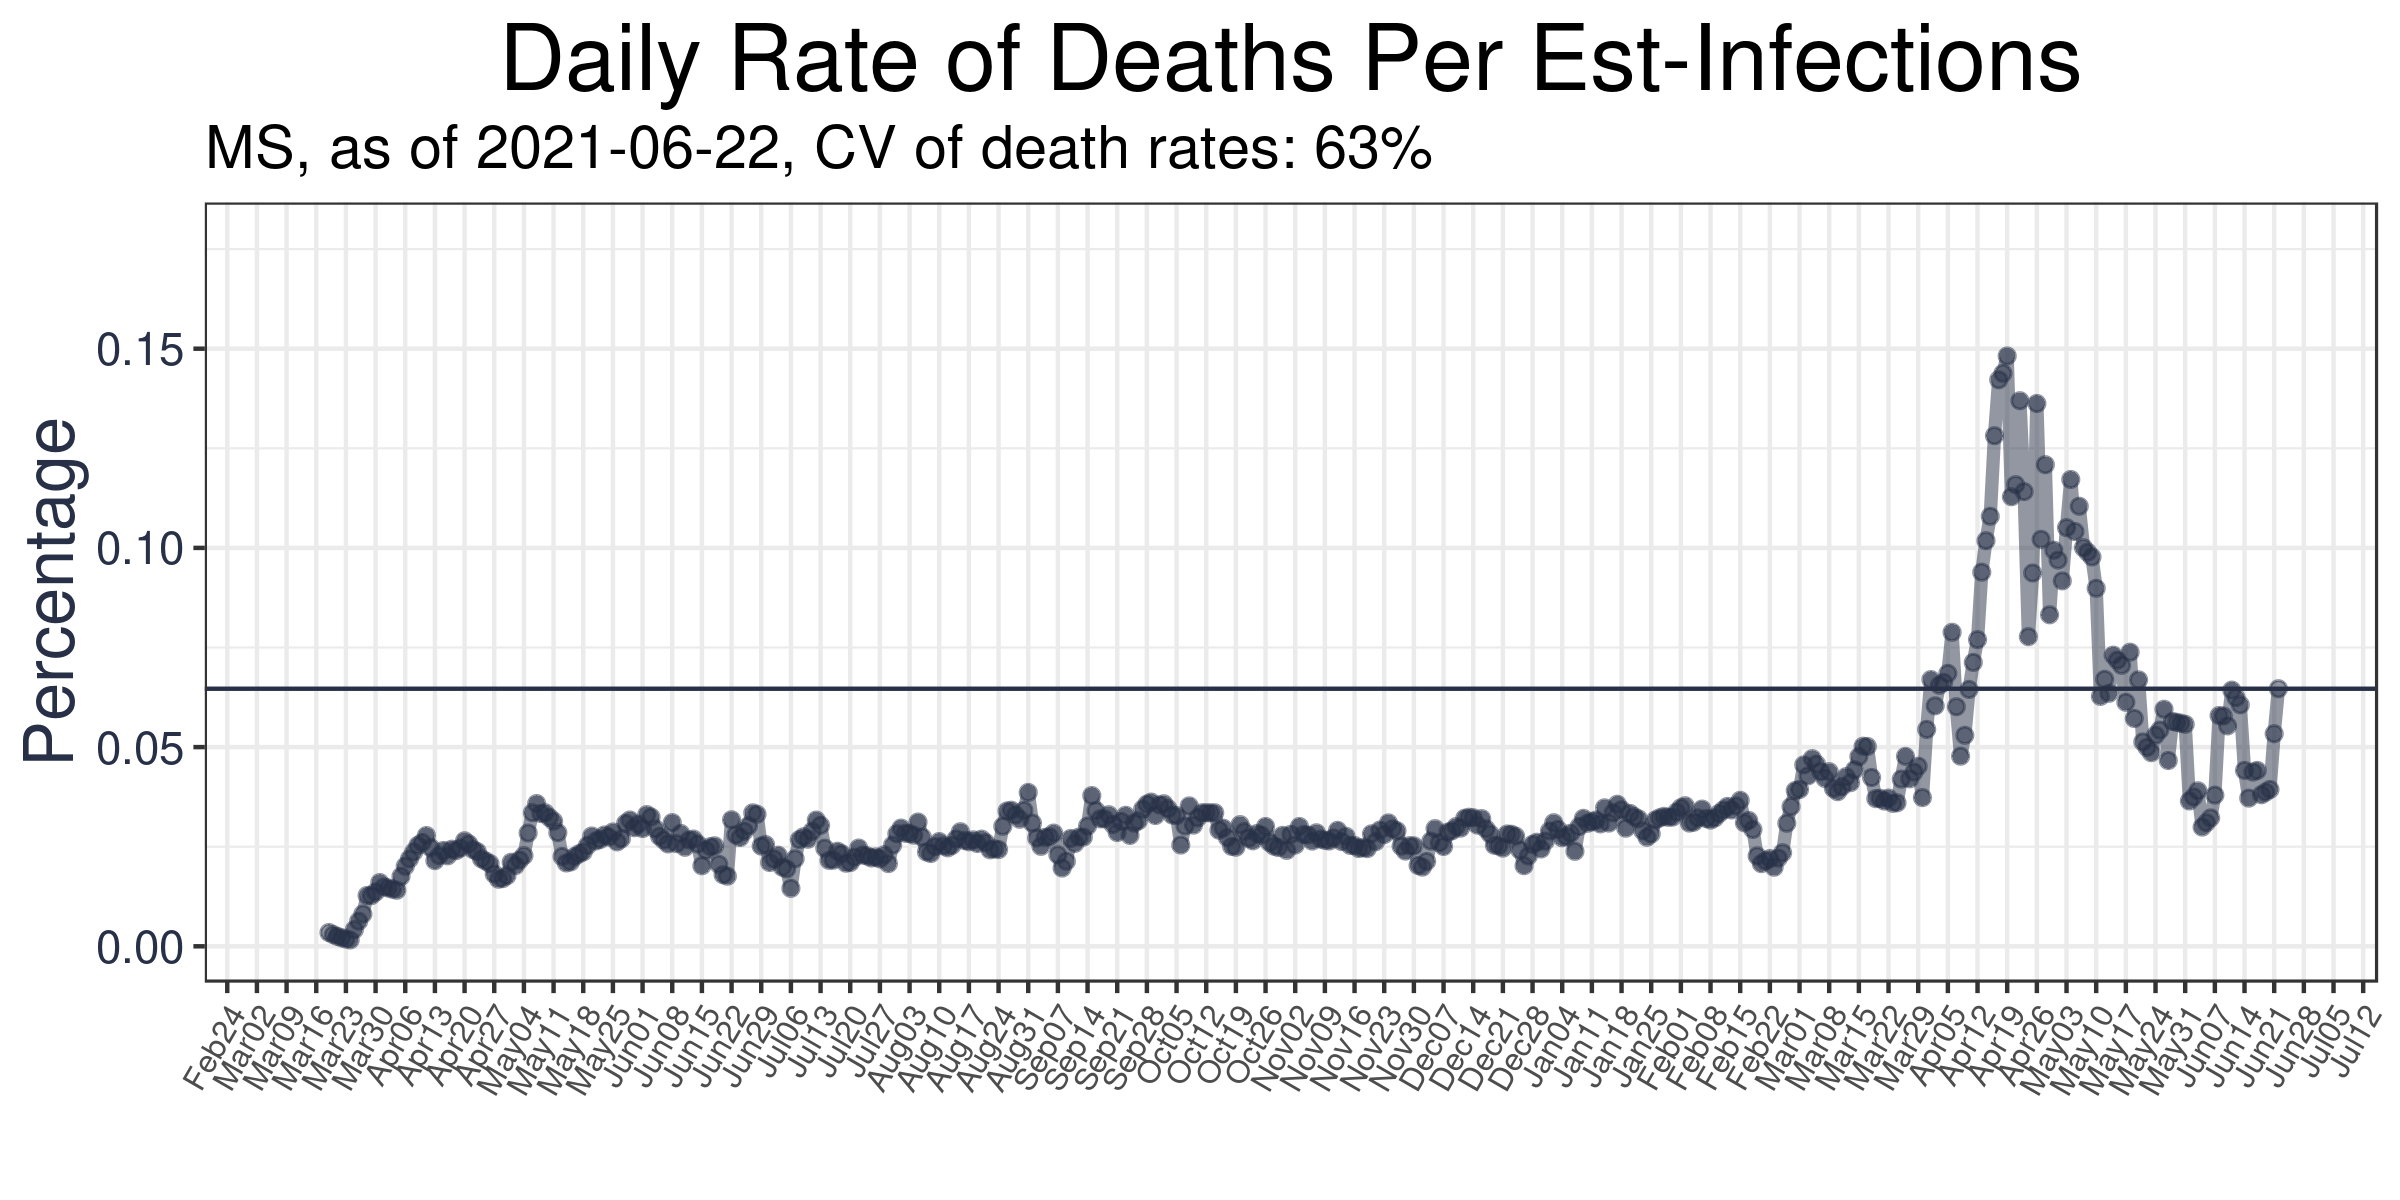 Daily Rate of Deaths Per Est-Infections
MS, as of 2021-06-22, CV of death rates: 63%
Percentage
0.15
0.10
0.05
0.00
Feb24
Mar02
Mar09
Mar16
Mar23
Mar30
Apr06
Apr13
Apr20
Apr27
May04
May11
May18
May25
Jun01
Jun08
Jun15
Jun22
Jun29
Jul06
Jul13
Jul20
Jul27
Aug03
Aug10
Aug17
Aug24
Aug31
Sep07
Sep14
Sep21
Sep28
Oct05
Oct12
Oct19
Oct26
Nov02
Nov09
Nov16
Nov23
Nov30
Dec07
Dec14
Dec21
Dec28
Jan04
Jan11
Jan18
Jan25
Feb01
Feb08
Feb15
Feb22
Mar01
Mar08
Mar15
Mar22
Mar29
Apr05
Apr12
Apr19
Apr26
May03
May10
May17
May24
May31
Jun07
Jun14
Jun21
Jun28
Jul05
Jul12